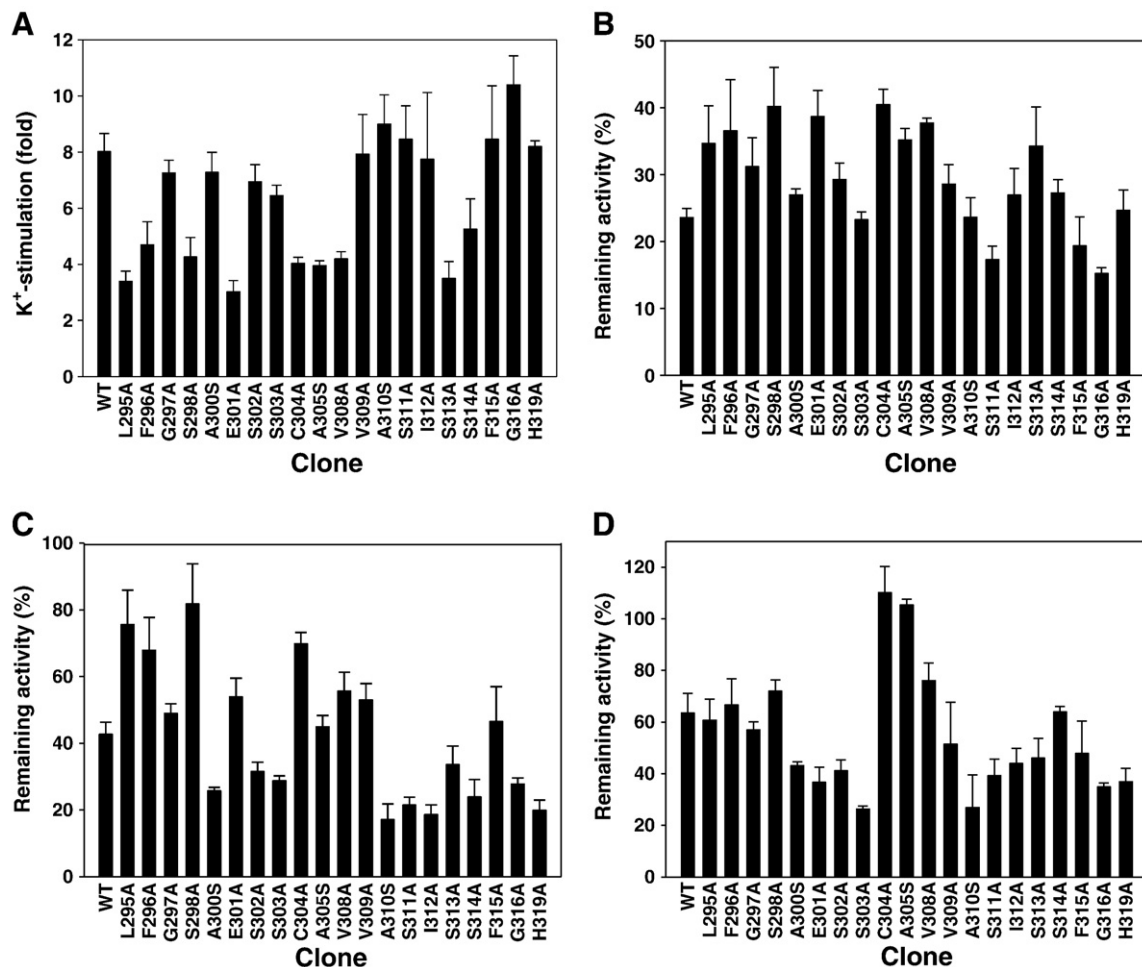 A
K+-stimulation (fold)
12
10
8
6
4
2
0
WT
L295A
F296A
G297A
S298A
A300S
E301A
S302A
S303A
C304A
A305S
V308A
V309A
A310S
S311A
I312A
S313A
S314A
F315A
G316A
H319A
Clone
B
Remaining activity (%)
50
40
30
20
10
0
WT
L295A
F296A
G297A
S298A
A300S
E301A
S302A
S303A
C304A
A305S
V308A
V309A
A310S
S311A
I312A
S313A
S314A
F315A
G316A
H319A
Clone
C
Remaining activity (%)
100
80
60
40
20
0
WT
L295A
F296A
G297A
S298A
A300S
E301A
S302A
S303A
C304A
A305S
V308A
V309A
A310S
S311A
I312A
S313A
S314A
F315A
G316A
H319A
Clone
D
Remaining activity (%)
120
100
80
60
40
20
0
WT
L295A
F296A
G297A
S298A
A300S
E301A
S302A
S303A
C304A
A305S
V308A
V309A
A310S
S311A
I312A
S313A
S314A
F315A
G316A
H319A
Clone